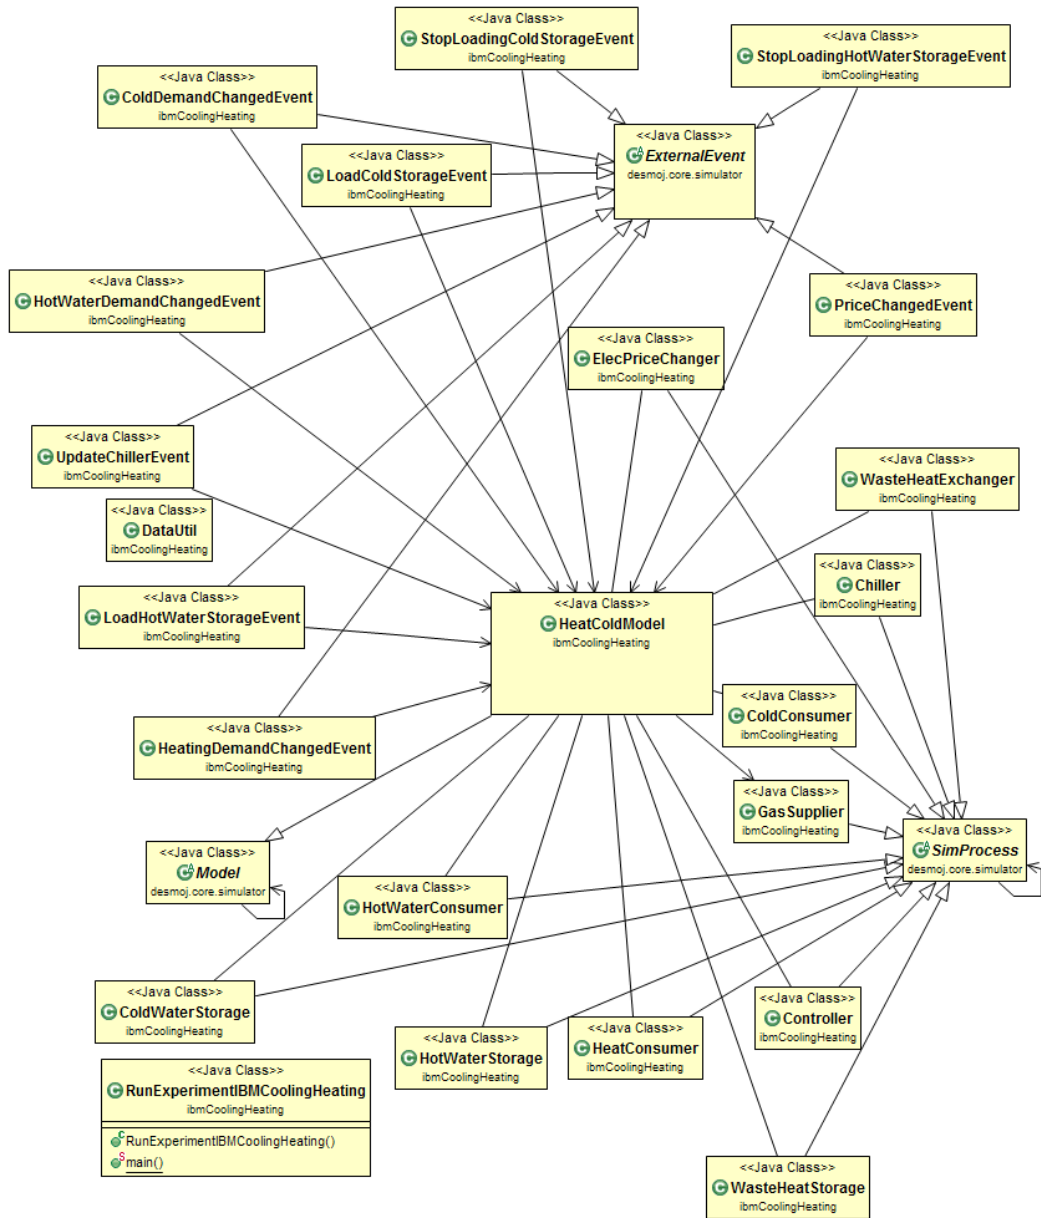 <<Java Class>>
StopLoadingColdStorageEvent
ibmCoolingHeating
<<Java Class>>
StopLoadingHotWaterStorageEvent
ibmCoolingHeating
<<Java Class>>
ColdDemandChangedEvent
ibmCoolingHeating
<<Java Class>>
ExternalEvent
desmoj.core.simulator
<<Java Class>>
LoadColdStorageEvent
ibmCoolingHeating
<<Java Class>>
HotWaterDemandChangedEvent
ibmCoolingHeating
<<Java Class>>
PriceChangedEvent
ibmCoolingHeating
<<Java Class>>
ElecPriceChanger
ibmCoolingHeating
<<Java Class>>
UpdateChillerEvent
ibmCoolingHeating
<<Java Class>>
WasteHeatExchanger
ibmCoolingHeating
<<Java Class>>
DataUtil
ibmCoolingHeating
<<Java Class>>
Chiller
ibmCoolingHeating
<<Java Class>>
LoadHotWaterStorageEvent
ibmCoolingHeating
<<Java Class>>
HeatColdModel
ibmCoolingHeating
<<Java Class>>
ColdConsumer
ibmCoolingHeating
<<Java Class>>
HeatingDemandChangedEvent
ibmCoolingHeating
<<Java Class>>
GasSupplier
ibmCoolingHeating
<<Java Class>>
SimProcess
desmoj.core.simulator
<<Java Class>>
Model
desmoj.core.simulator
<<Java Class>>
HotWaterConsumer
ibmCoolingHeating
<<Java Class>>
ColdWaterStorage
ibmCoolingHeating
<<Java Class>>
Controller
ibmCoolingHeating
<<Java Class>>
HotWaterStorage
ibmCoolingHeating
<<Java Class>>
HeatConsumer
ibmCoolingHeating
<<Java Class>>
RunExperimentIBMCoolingHeating
ibmCoolingHeating
RunExperimentIBMCoolingHeating()
main()
<<Java Class>>
WasteHeatStorage
ibmCoolingHeating